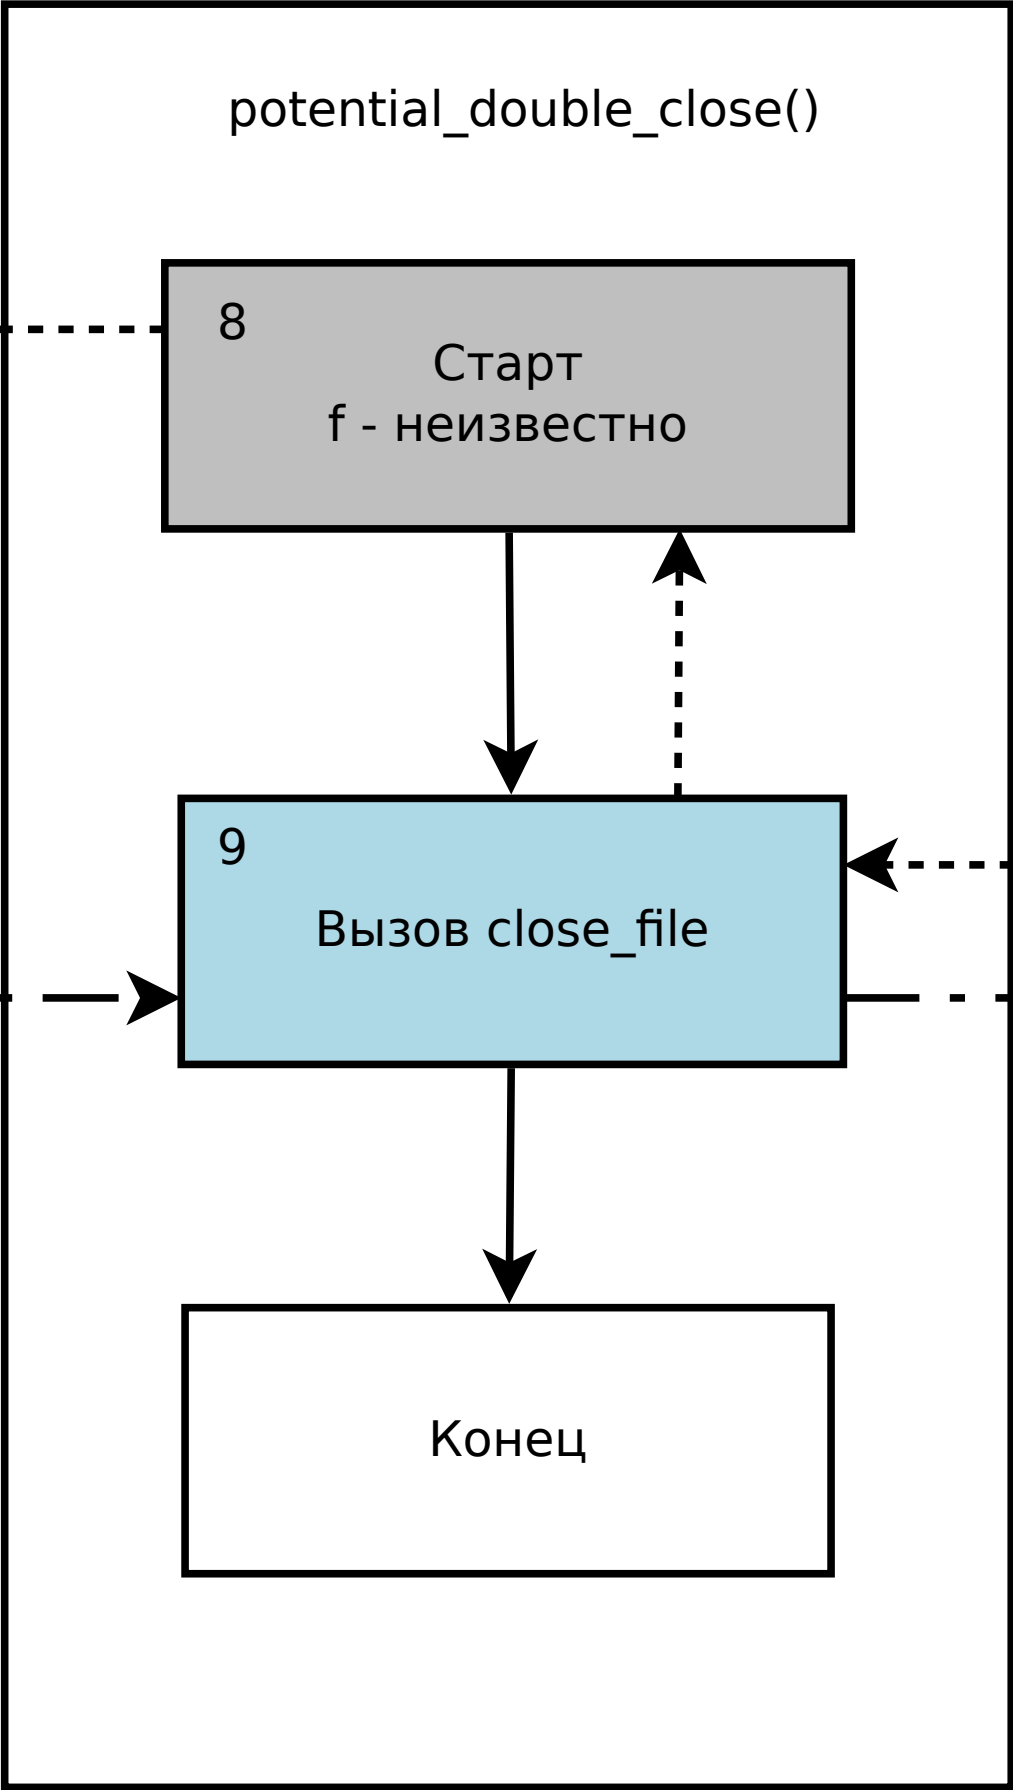 potential_double_close()
8
Старт
f - неизвестно
9
Вызов close_file
Конец